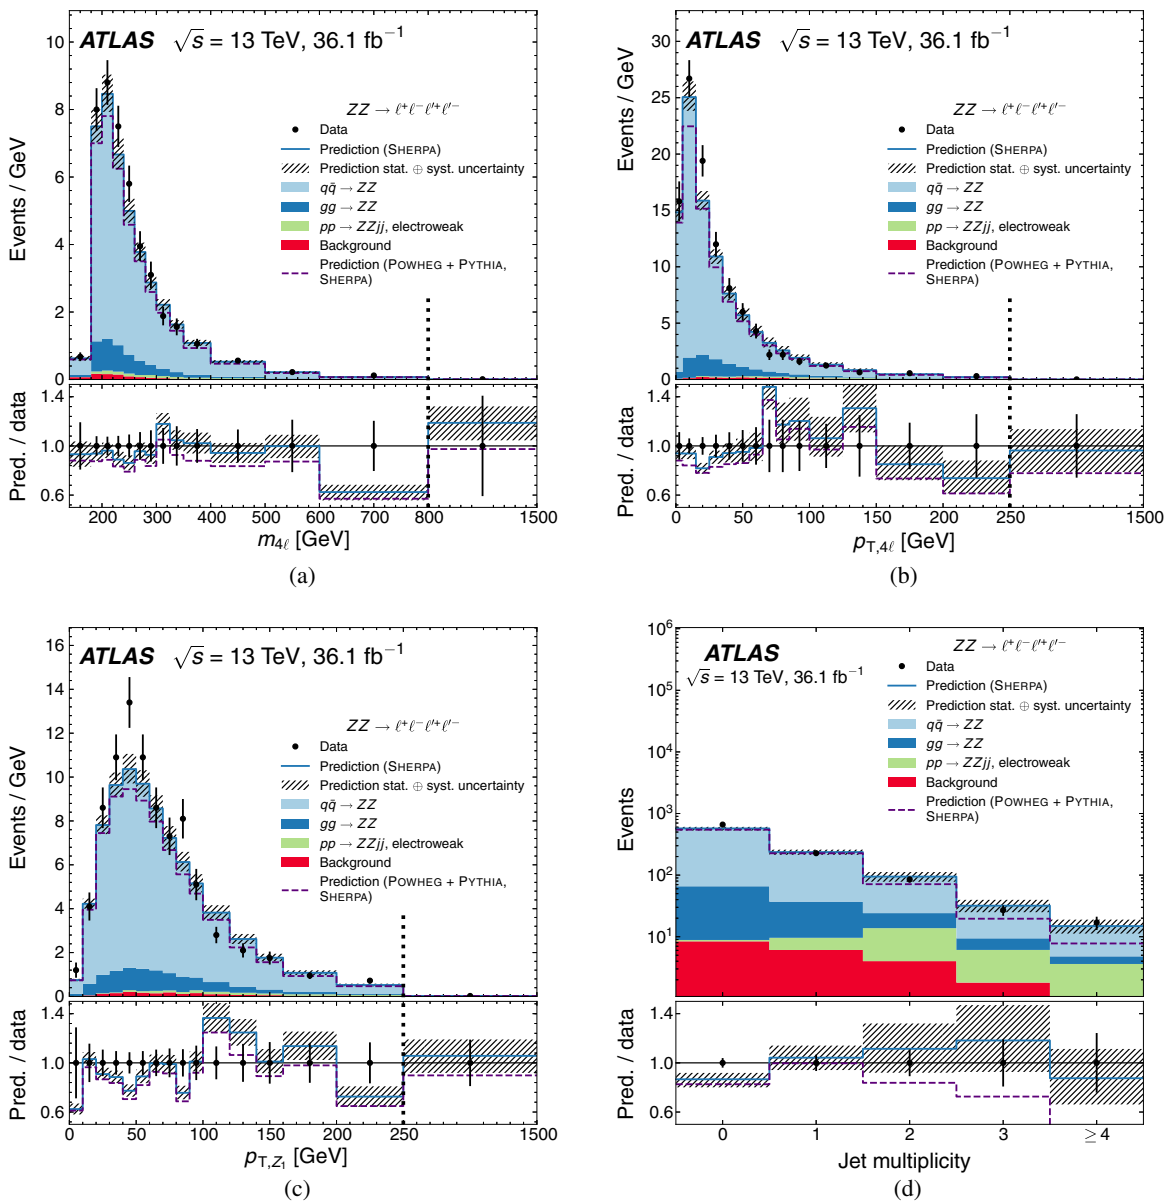 ATLAS √s = 13 TeV, 36.1 fb⁻¹
ZZ → ℓ⁺ℓ⁻ℓ′⁺ℓ′⁻
Data
Prediction (SHERPA)
Prediction stat. ⊕ syst. uncertainty
qq̄ → ZZ
gg → ZZ
pp → ZZjj, electroweak
Background
Prediction (POWHEG + PYTHIA,
SHERPA)
Events / GeV
10
8
6
4
2
0
Pred. / data
1.4
1.0
0.6
200 300 400 500 600 700 800 1500
m4ℓ [GeV]
(a)
ATLAS √s = 13 TeV, 36.1 fb⁻¹
ZZ → ℓ⁺ℓ⁻ℓ′⁺ℓ′⁻
Data
Prediction (SHERPA)
Prediction stat. ⊕ syst. uncertainty
qq̄ → ZZ
gg → ZZ
pp → ZZjj, electroweak
Background
Prediction (POWHEG + PYTHIA,
SHERPA)
Events / GeV
30
25
20
15
10
5
0
Pred. / data
1.4
1.0
0.6
0 50 100 150 200 250 1500
pT,4ℓ [GeV]
(b)
ATLAS √s = 13 TeV, 36.1 fb⁻¹
ZZ → ℓ⁺ℓ⁻ℓ′⁺ℓ′⁻
Data
Prediction (SHERPA)
Prediction stat. ⊕ syst. uncertainty
qq̄ → ZZ
gg → ZZ
pp → ZZjj, electroweak
Background
Prediction (POWHEG + PYTHIA,
SHERPA)
Events / GeV
16
14
12
10
8
6
4
2
0
Pred. / data
1.4
1.0
0.6
0 50 100 150 200 250 1500
pT,Z₁ [GeV]
(c)
ATLAS
√s = 13 TeV, 36.1 fb⁻¹
ZZ → ℓ⁺ℓ⁻ℓ′⁺ℓ′⁻
Data
Prediction (SHERPA)
Prediction stat. ⊕ syst. uncertainty
qq̄ → ZZ
gg → ZZ
pp → ZZjj, electroweak
Background
Prediction (POWHEG + PYTHIA,
SHERPA)
Events
10⁶
10⁵
10⁴
10³
10²
10¹
Pred. / data
1.4
1.0
0.6
0 1 2 3 ≥4
Jet multiplicity
(d)